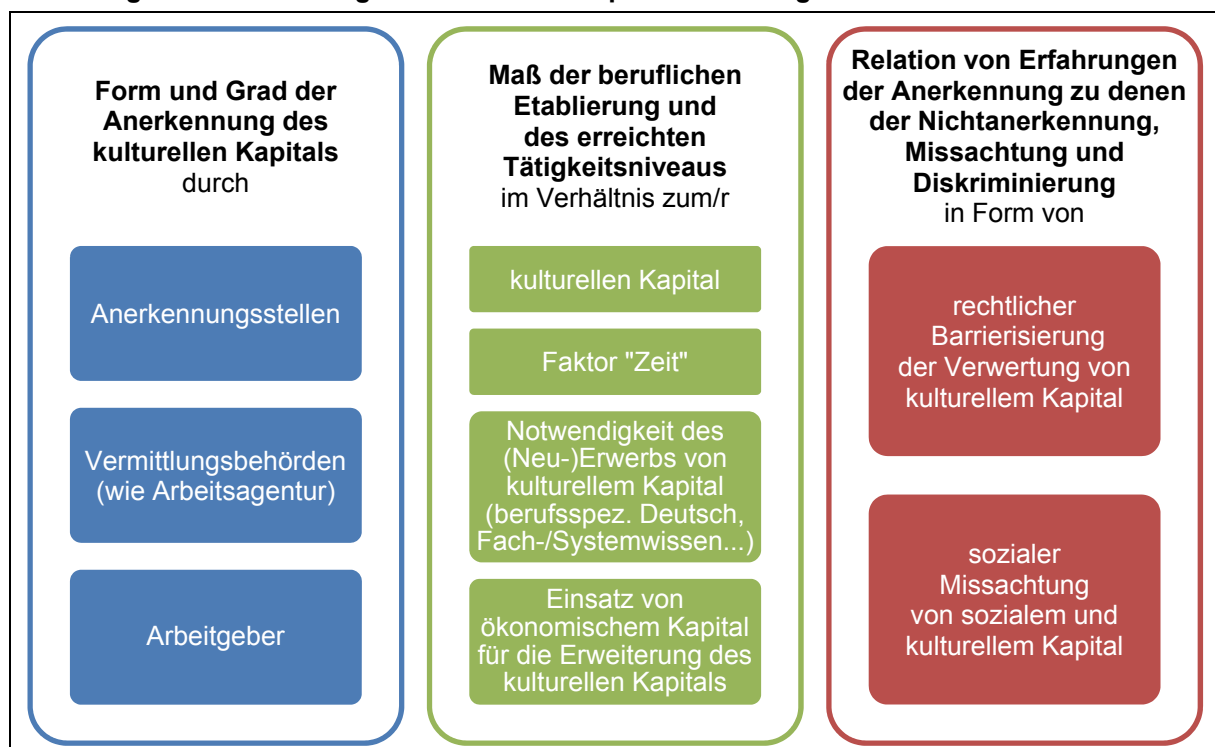 Form und Grad der
Anerkennung des
kulturellen Kapitals
durch
Anerkennungsstellen
Vermittlungsbehörden
(wie Arbeitsagentur)
Arbeitgeber
Maß der beruflichen
Etablierung und
des erreichten
Tätigkeitsniveaus
im Verhältnis zum/r
kulturellen Kapital
Faktor "Zeit"
Notwendigkeit des
(Neu-)Erwerbs von
kulturellem Kapital
(berufsspez. Deutsch,
Fach-/Systemwissen...)
Einsatz von
ökonomischem Kapital
für die Erweiterung des
kulturellen Kapitals
Relation von Erfahrungen
der Anerkennung zu denen
der Nichtanerkennung,
Missachtung und
Diskriminierung
in Form von
rechtlicher
Barrierisierung
der Verwertung von
kulturellem Kapital
sozialer
Missachtung
von sozialem und
kulturellem Kapital